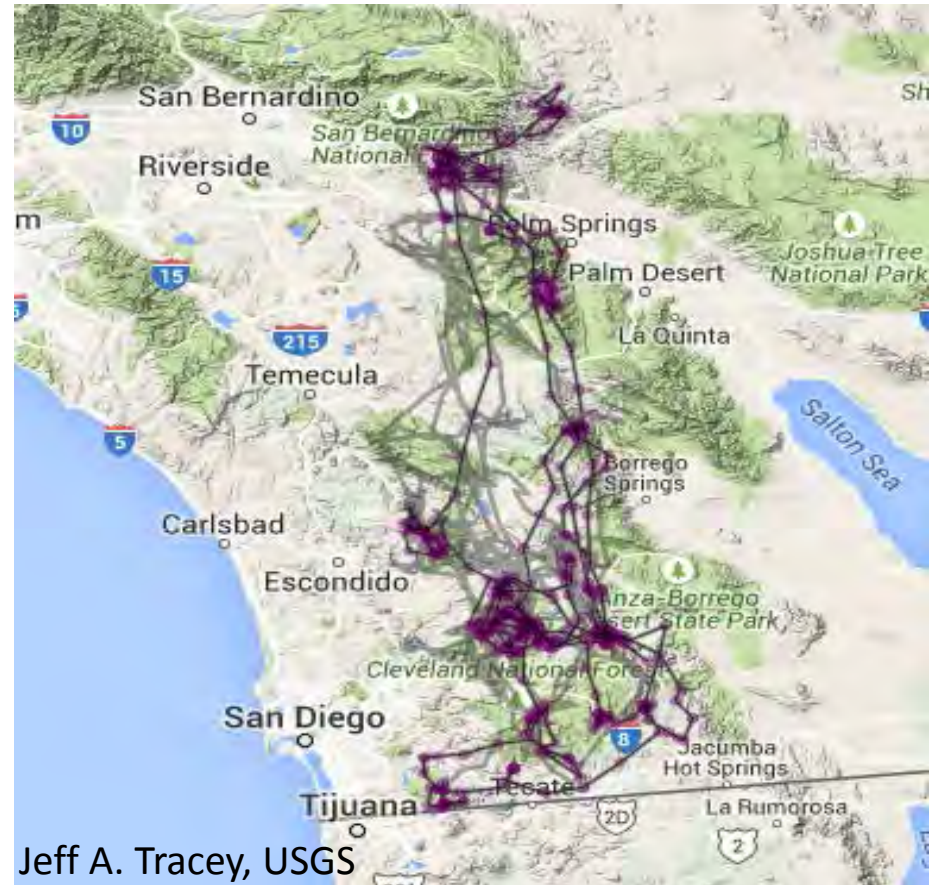 San Bernardino
Sh
10
San Bernardino
National
Riverside
m
Palm Springs
15
Joshua Tree
National Park
Palm Desert
La Quinta
215
Temecula
5
Salton Sea
Borrego
Springs
Carlsbad
Escondido
Anza-Borrego
Desert State Park
Cleveland National Forest
San Diego
8
Jacumba
Hot Springs
Tecate
Tijuana
La Rumorosa
2D
2
Jeff A. Tracey, USGS